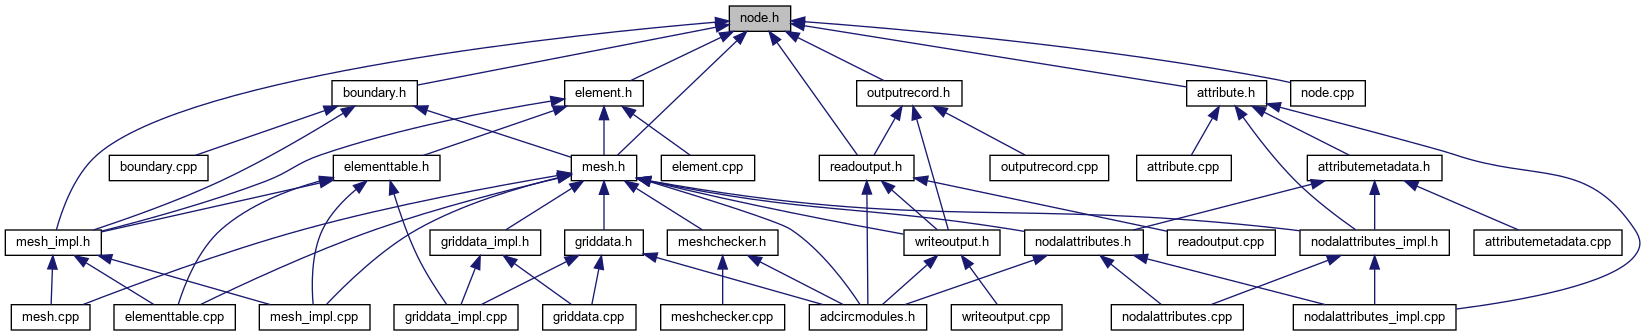 node.h
boundary.h
element.h
outputrecord.h
attribute.h
node.cpp
boundary.cpp
elementtable.h
mesh.h
element.cpp
readoutput.h
outputrecord.cpp
attribute.cpp
attributemetadata.h
mesh_impl.h
griddata_impl.h
griddata.h
meshchecker.h
writeoutput.h
nodalattributes.h
readoutput.cpp
nodalattributes_impl.h
attributemetadata.cpp
mesh.cpp
elementtable.cpp
mesh_impl.cpp
griddata_impl.cpp
griddata.cpp
meshchecker.cpp
adcircmodules.h
writeoutput.cpp
nodalattributes.cpp
nodalattributes_impl.cpp